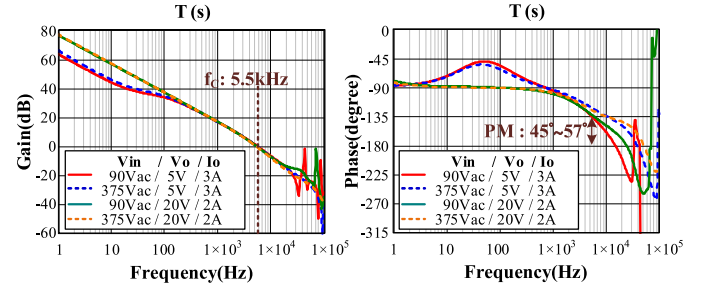 T (s)
Gain(dB)
80
60
40
20
0
-20
-40
-60
f_C: 5.5kHz
Vin / Vo / Io
90Vac / 5V / 3A
375Vac / 5V / 3A
90Vac / 20V / 2A
375Vac / 20V / 2A
1 10 100 1×10³ 1×10⁴ 1×10⁵
Frequency(Hz)
T (s)
Phase(degree)
0
-45
-90
-135
-180
-225
-270
-315
PM : 45°~57°
Vin / Vo / Io
90Vac / 5V / 3A
375Vac / 5V / 3A
90Vac / 20V / 2A
375Vac / 20V / 2A
1 10 100 1×10³ 1×10⁴ 1×10⁵
Frequency(Hz)